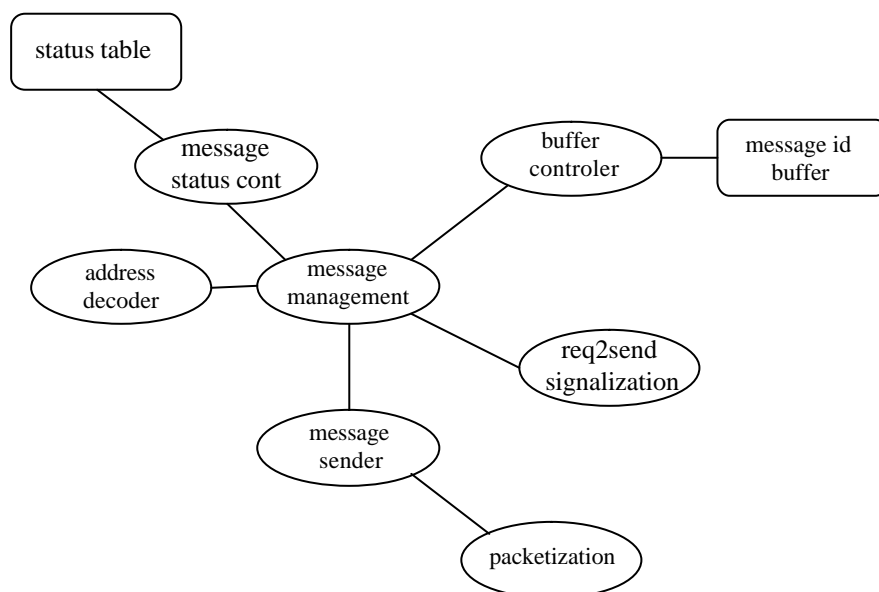 status table
message
status cont
buffer
controler
message id
buffer
address
decoder
message
management
req2send
signalization
message
sender
packetization